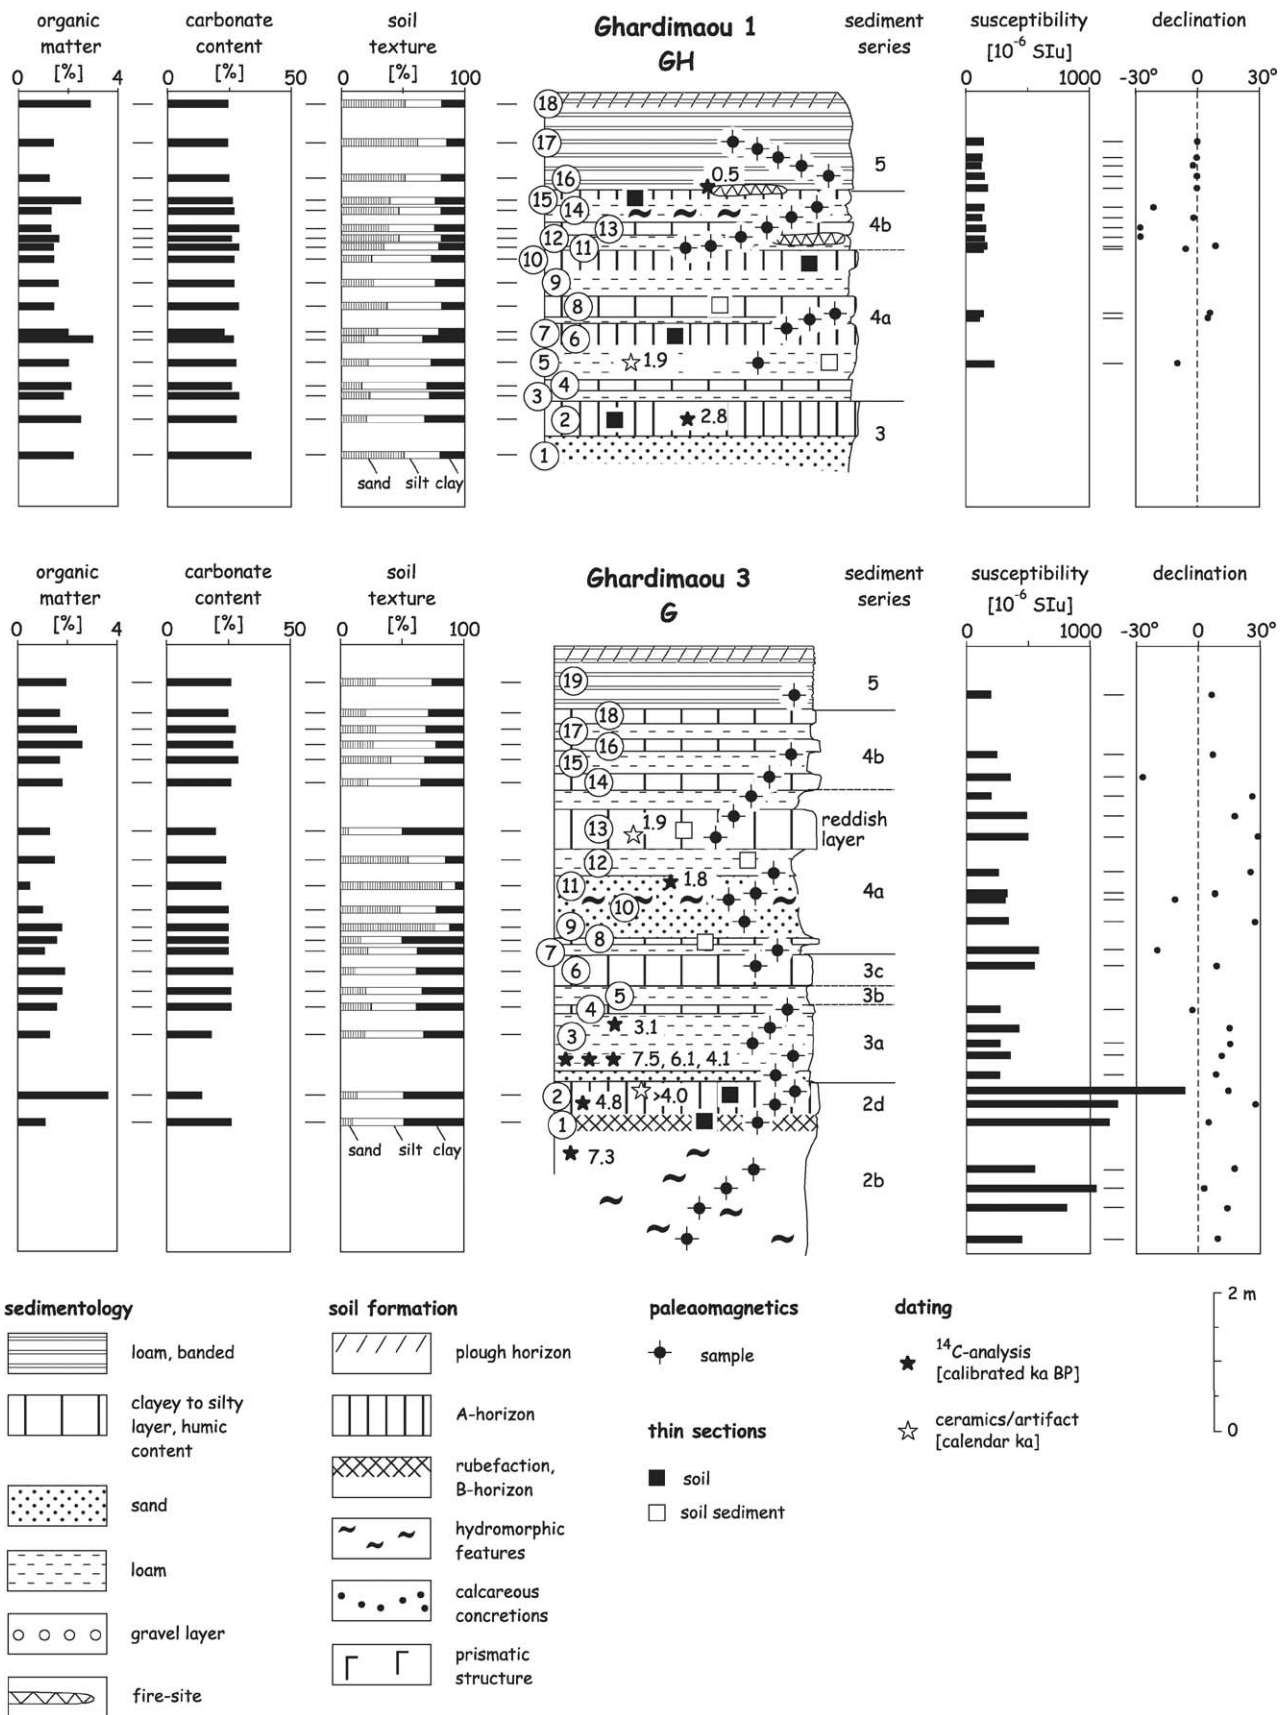 organic
matter
[%]
0 4
carbonate
content
0 50
soil
texture
0 [%] 100
Ghardimaou 1
GH
sediment
series
susceptibility
[10-6 SIu]
0 1000
declination
-30° 0 30°
18
17
16
15
14
13
12
11
10
9
8
7
6
5
4
3
2
1
0.5
1.9
2.8
5
4b
4a
3
sand silt clay
organic
matter
[%]
0 4
carbonate
content
[%]
0 50
soil
texture
0 [%] 100
Ghardimaou 3
G
sediment
series
susceptibility
[10-6 SIu]
0 1000
declination
-30° 0 30°
19
18
17
16
15
14
13
12
11
10
9
8
7
6
5
4
3
2
1
1.9
1.8
3.1
7.5, 6.1, 4.1
4.8 >4.0
7.3
5
4b
reddish
layer
4a
3c
3b
3a
2d
2b
sand silt clay
sedimentology
loam, banded
clayey to silty
layer, humic
content
sand
loam
gravel layer
fire-site
soil formation
plough horizon
A-horizon
rubefaction,
B-horizon
hydromorphic
features
calcareous
concretions
prismatic
structure
paleaomagnetics
sample
thin sections
soil
soil sediment
dating
14C-analysis
[calibrated ka BP]
ceramics/artifact
[calendar ka]
2 m
0